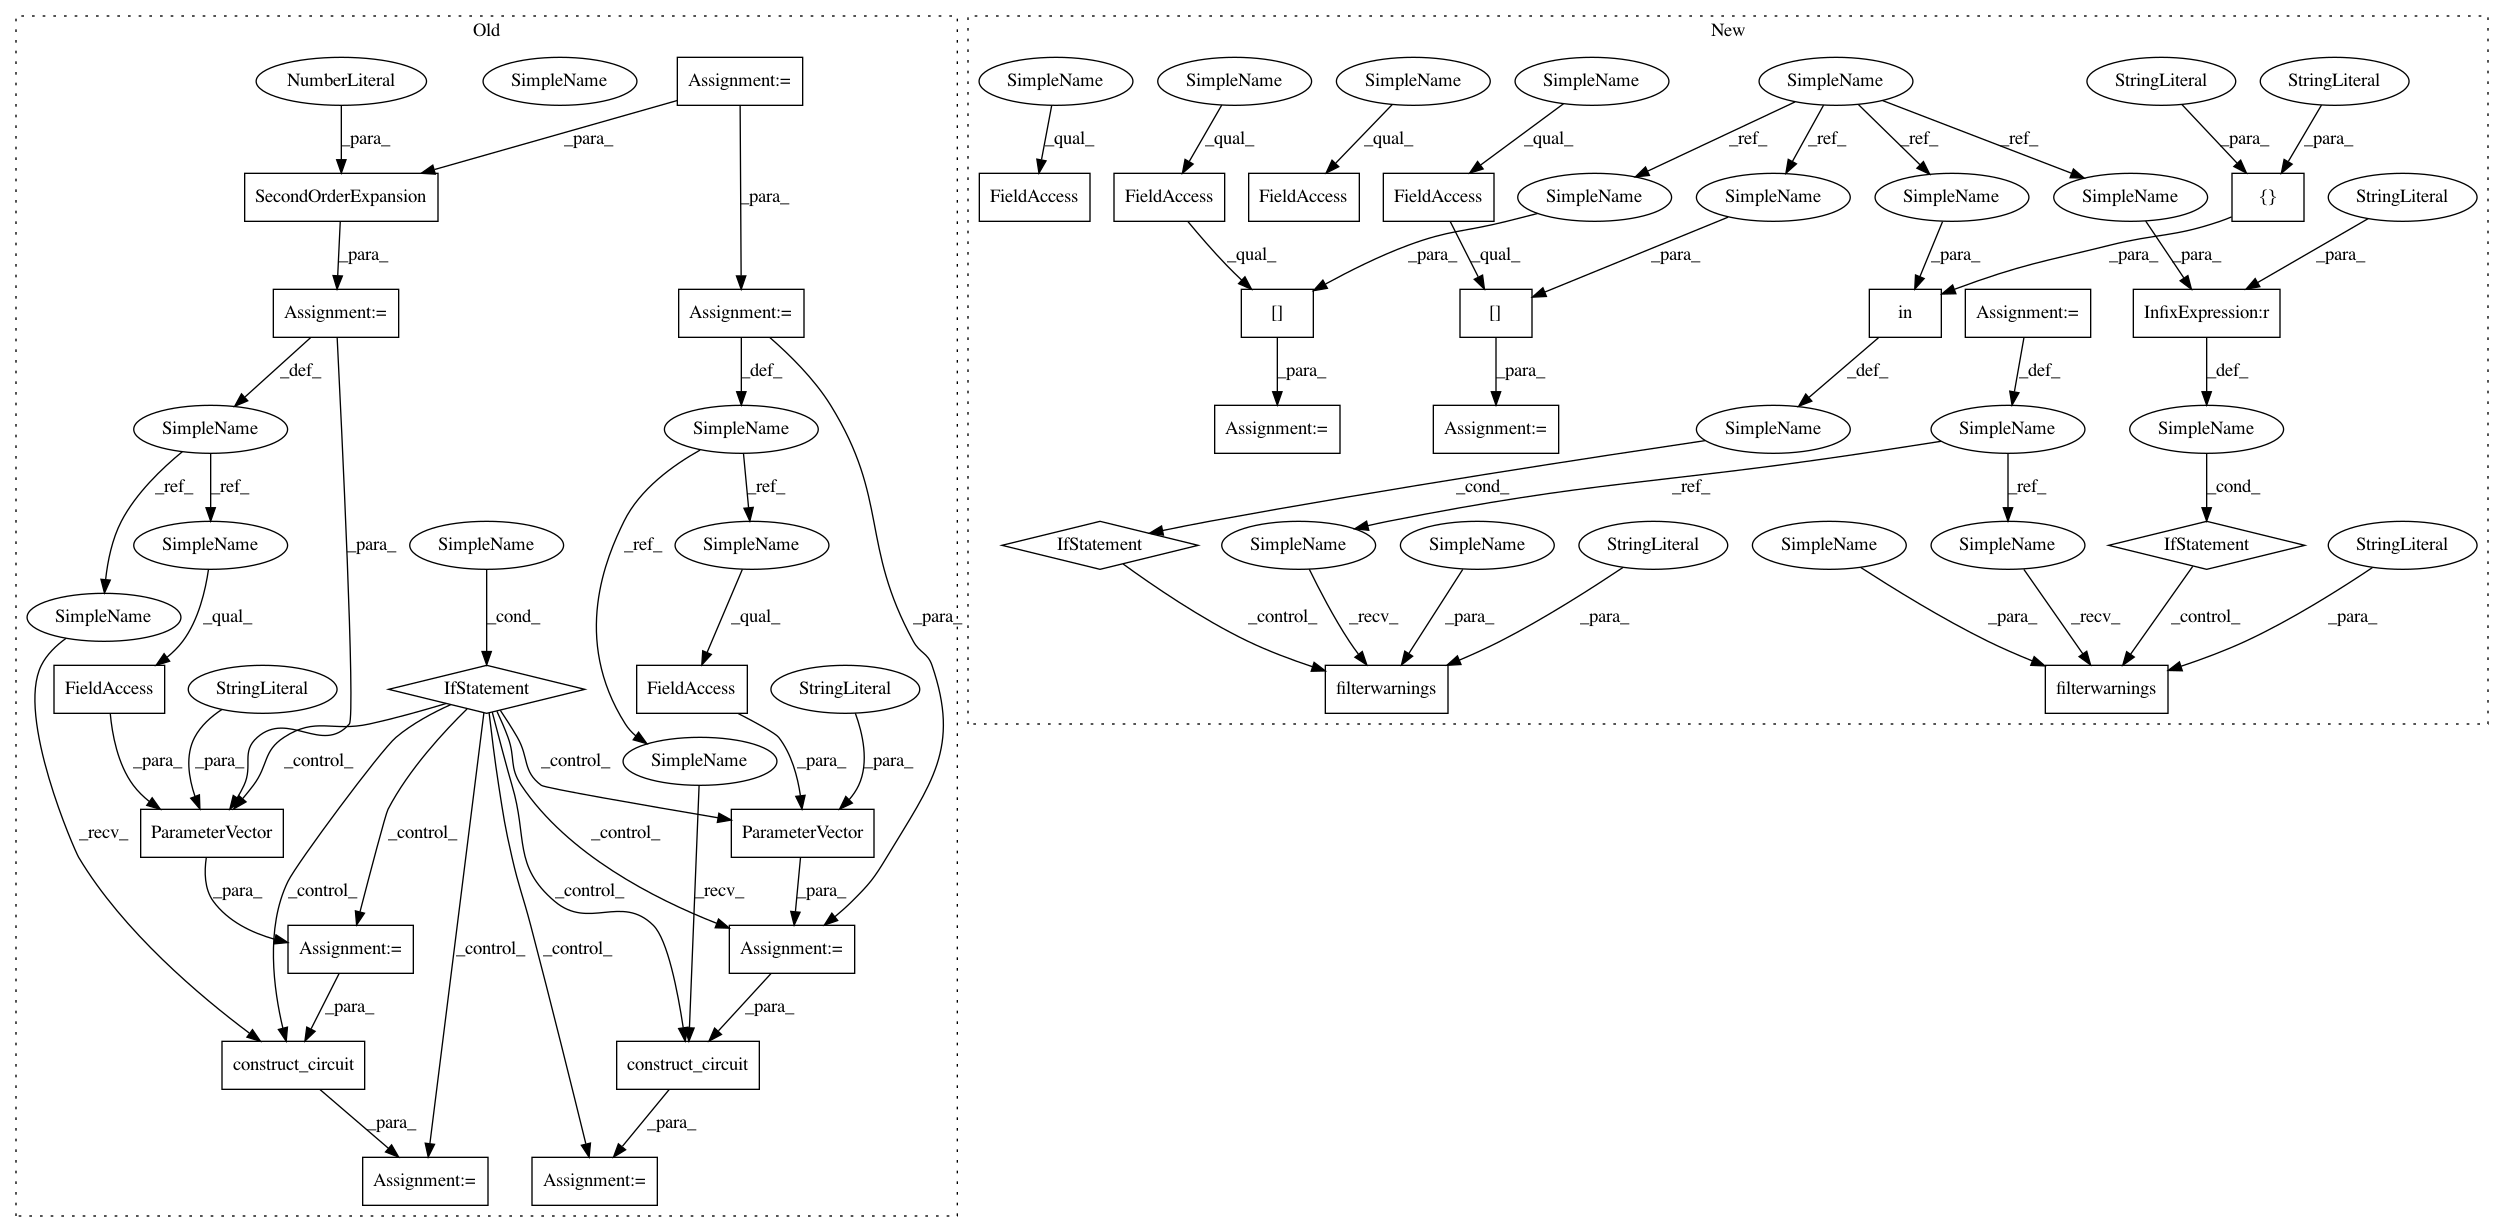 Old
New
NumberLiteral
SimpleName
Assignment:=
SimpleName
SimpleName
SimpleName
SimpleName
SimpleName
StringLiteral
StringLiteral
_para_
_para_
_qual_
_qual_
_qual_
_qual_
_ref_
_ref_
_ref_
_ref_
_para_
_para_
SecondOrderExpansion
_para_
FieldAccess
FieldAccess
FieldAccess
FieldAccess
SimpleName
SimpleName
SimpleName
SimpleName
{}
StringLiteral
_para_
_qual_
_para_
_qual_
_para_
_para_
_para_
_para_
_para_
Assignment:=
Assignment:=
[]
[]
in
Assignment:=
InfixExpression:r
_def_
_def_
_para_
_para_
_def_
_def_
_def_
SimpleName
SimpleName
Assignment:=
Assignment:=
SimpleName
SimpleName
SimpleName
_ref_
_ref_
_ref_
_cond_
_ref_
_ref_
_cond_
SimpleName
_para_
SimpleName
_ref_
SimpleName
IfStatement
SimpleName
SimpleName
StringLiteral
SimpleName
SimpleName
IfStatement
StringLiteral
SimpleName
_qual_
_cond_
_qual_
_para_
_control_
_recv_
_para_
_para_
_para_
_recv_
_control_
_para_
FieldAccess
StringLiteral
IfStatement
FieldAccess
StringLiteral
filterwarnings
filterwarnings
_para_
_para_
_control_
_control_
SimpleName
_para_
_para_
_recv_
ParameterVector
_control_
_control_
ParameterVector
_para_
_control_
_control_
_recv_
_para_
Assignment:=
_control_
_control_
Assignment:=
_para_
_para_
construct_circuit
construct_circuit
_para_
_para_
Assignment:=
Assignment:=